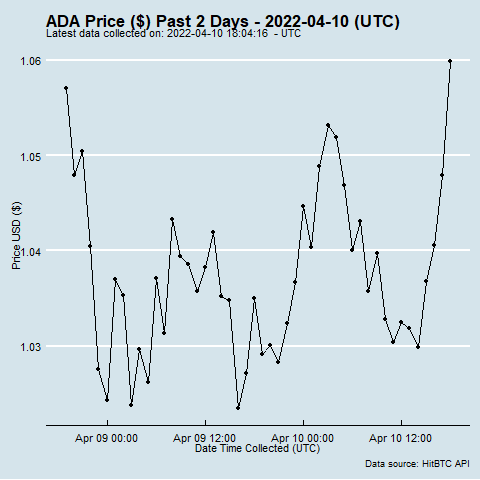 ADA Price ($) Past 2 Days - 2022-04-10 (UTC)
Latest data collected on: 2022-04-10 18:04:16 - UTC
1.06
1.05
1.04
1.03
Price USD ($)
Apr 09 00:00
Apr 09 12:00
Apr 10 00:00
Apr 10 12:00
Date Time Collected (UTC)
Data source: HitBTC API